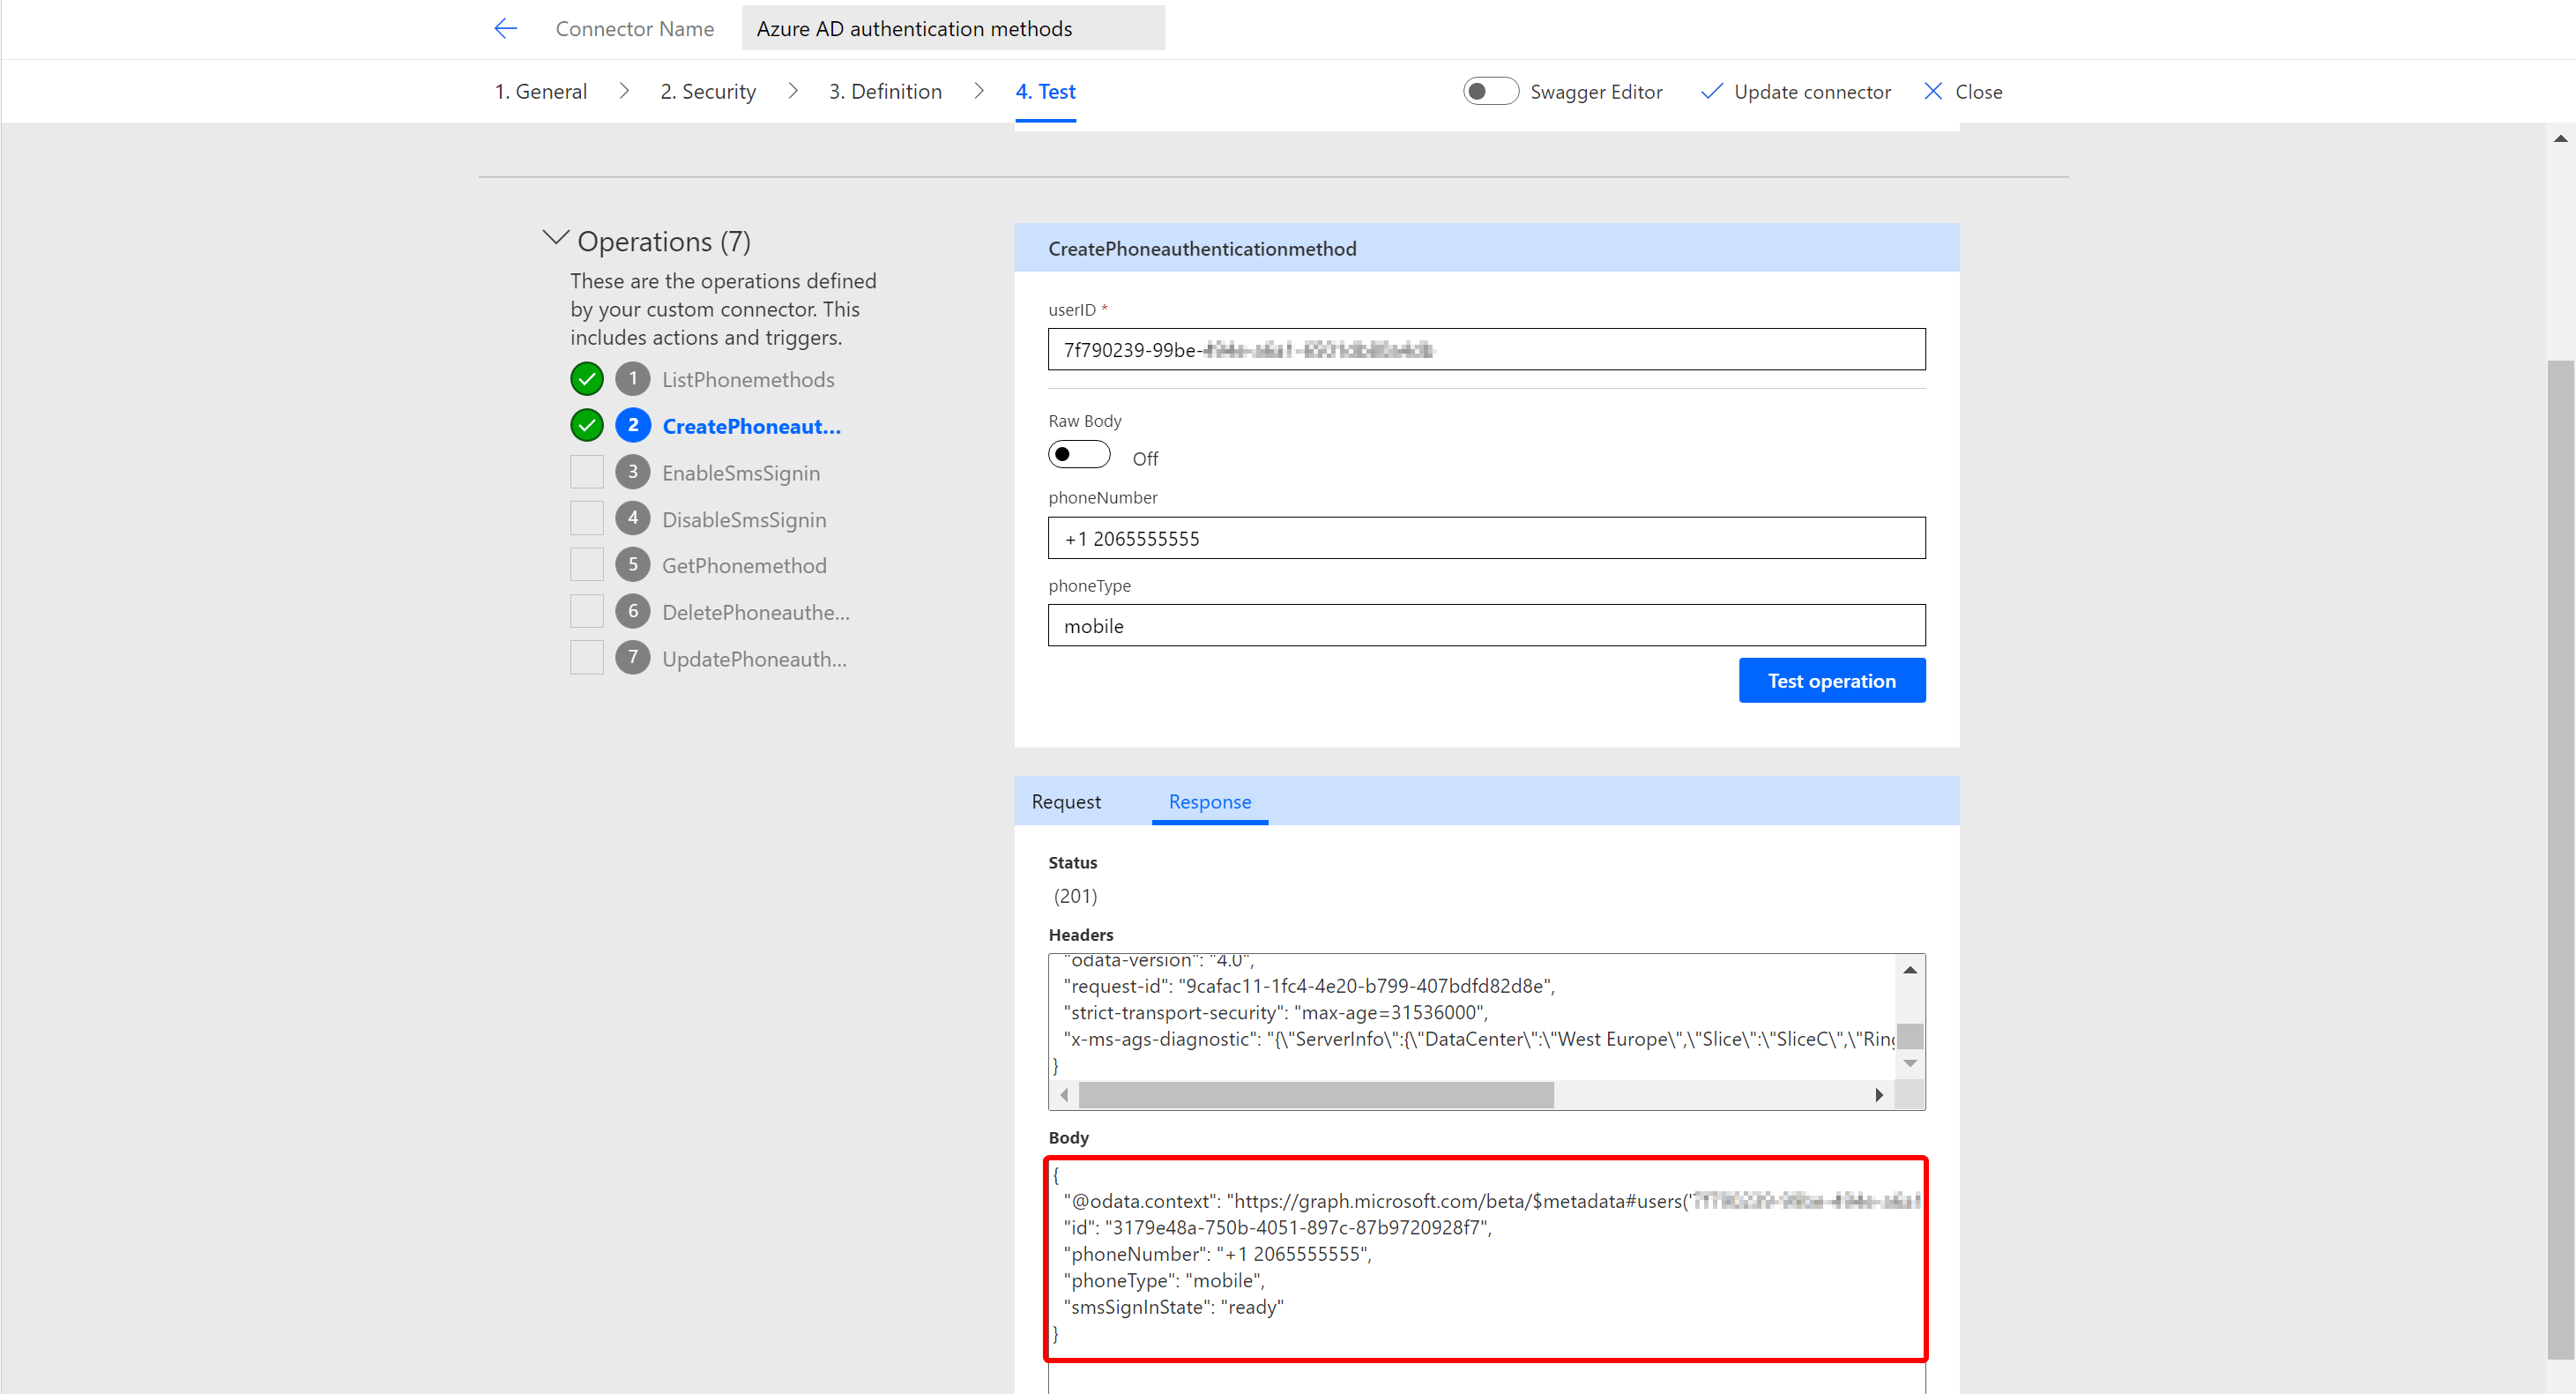 Connector Name Azure AD authentication methods
1. General 2. Security 3. Definition 4. Test Swagger Editor Update connector Close
Operations (7)
These are the operations defined
by your custom connector. This
includes actions and triggers.
1 ListPhonemethods
2 CreatePhoneaut...
3 EnableSmsSignin
4 DisableSmsSignin
5 GetPhonemethod
6 DeletePhoneauthe...
7 UpdatePhoneauth...
CreatePhoneauthenticationmethod
userID *
7f790239-99be-
Raw Body
Off
phoneNumber
+1 2065555555
phoneType
mobile
Test operation
Request Response
Status
(201)
Headers
"odata-version": "4.0",
"request-id": "9cafac11-1fc4-4e20-b799-407bdfd82d8e",
"strict-transport-security": "max-age=31536000",
"x-ms-ags-diagnostic": "{\"ServerInfo\":{\"DataCenter\":\"West Europe\",\"Slice\":\"SliceC\",\"Ring
}
Body
{
"@odata.context": "https://graph.microsoft.com/beta/$metadata#users('
"id": "3179e48a-750b-4051-897c-87b9720928f7",
"phoneNumber": "+1 2065555555",
"phoneType": "mobile",
"smsSignInState": "ready"
}